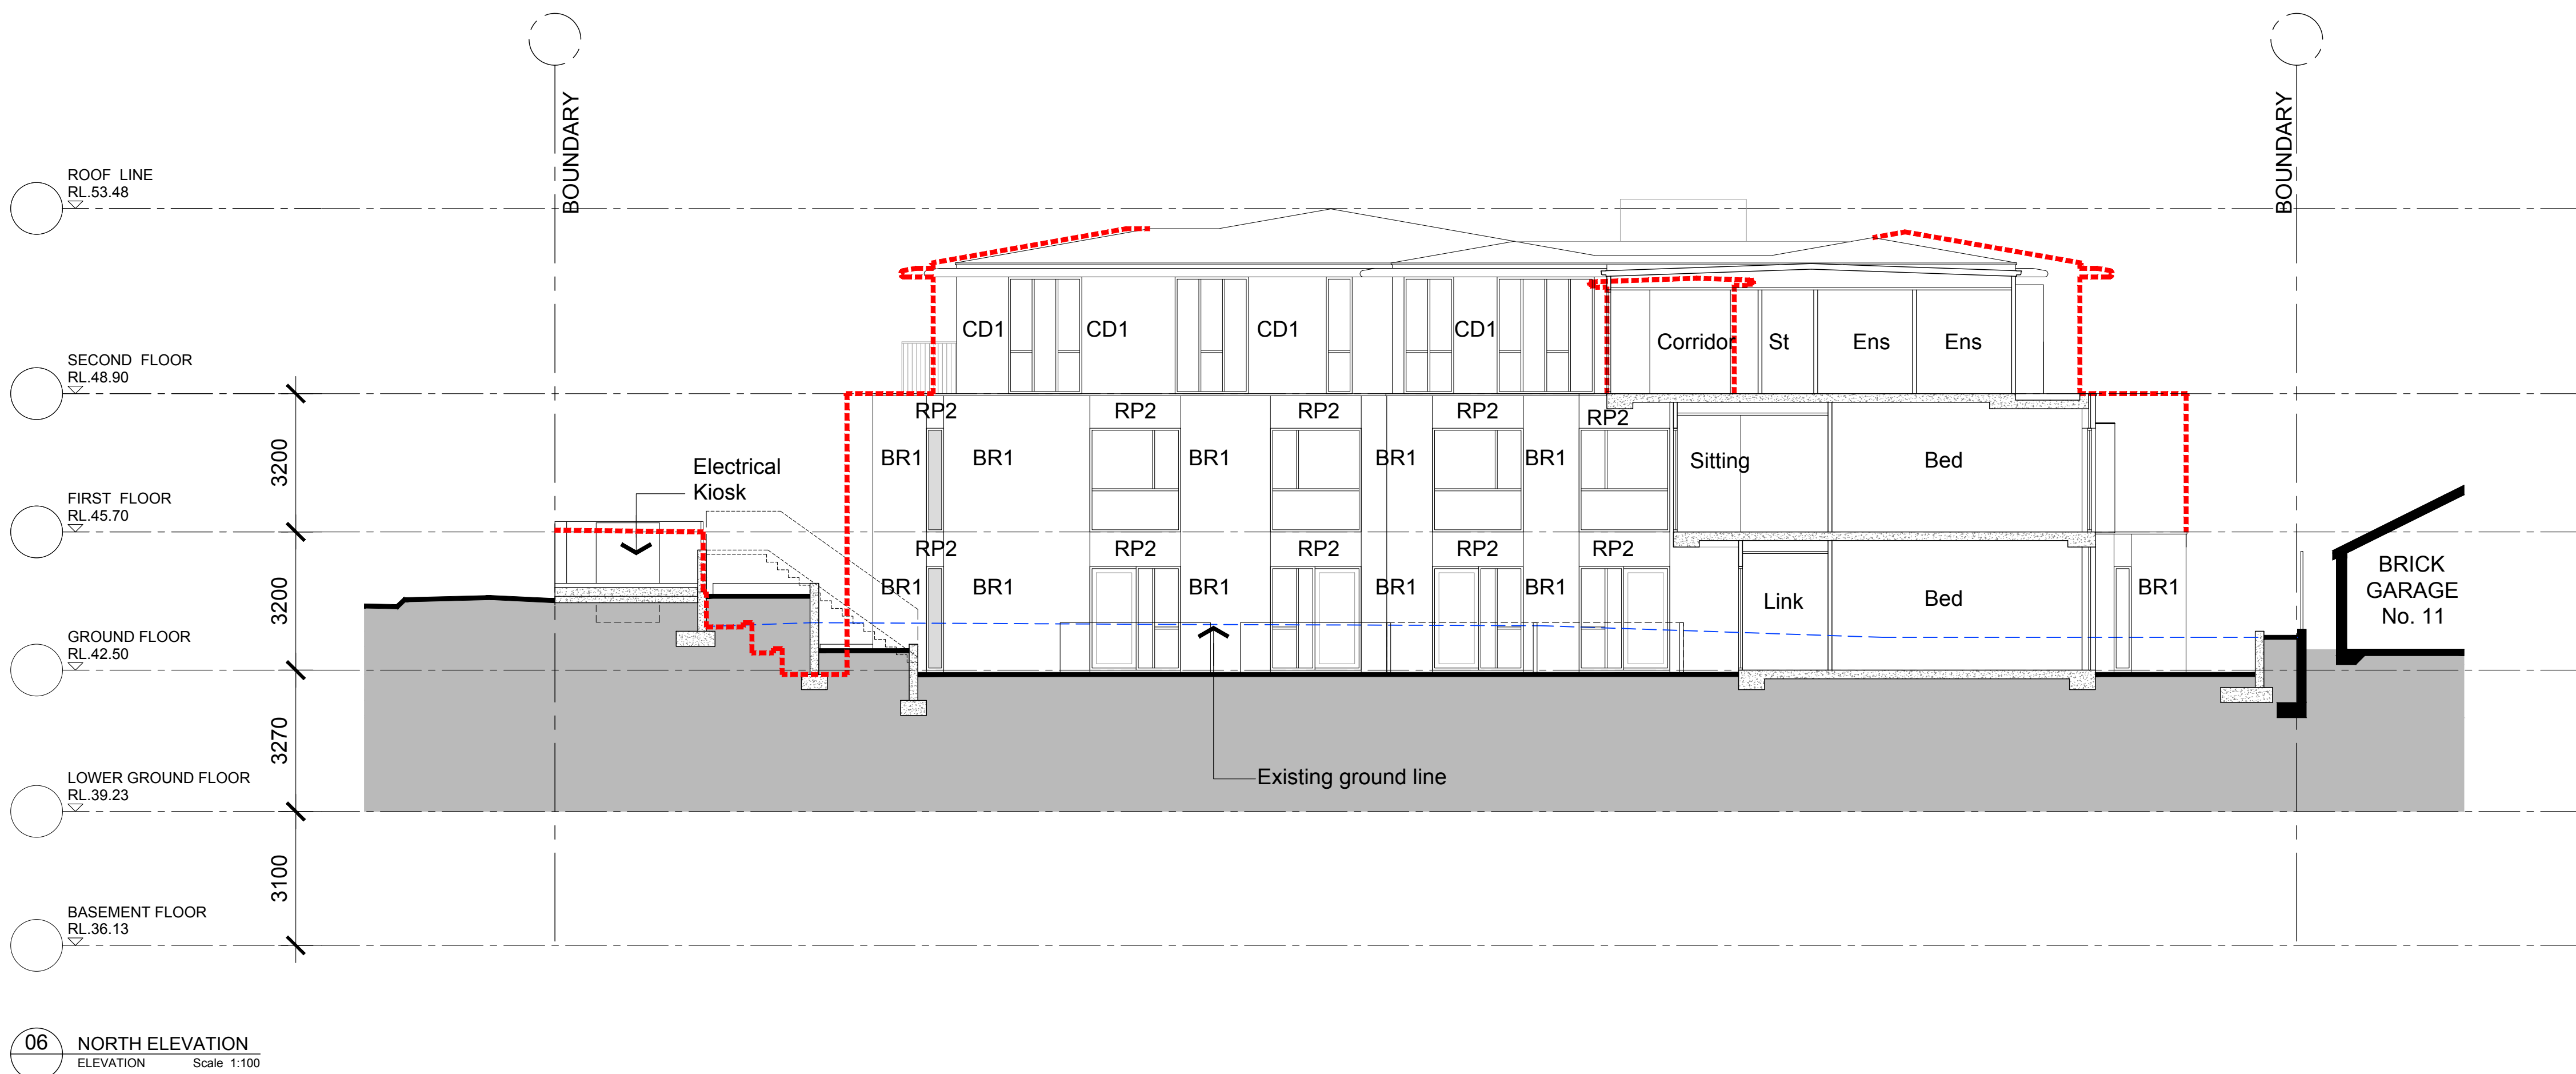 BOUNDARY
BOUNDARY
ROOF LINE
RL.53.48
SECOND FLOOR
RL.48.90
CD1 CD1 CD1 CD1 Corridor St Ens Ens
RP2 RP2 RP2 RP2 RP2
3200
BR1 BR1 BR1 BR1 BR1 Sitting Bed
Electrical
Kiosk
FIRST FLOOR
RL.45.70
RP2 RP2 RP2 RP2 RP2
3200
BR1 BR1 BR1 BR1 BR1 Link Bed BR1
BRICK
GARAGE
No. 11
GROUND FLOOR
RL.42.50
3270
Existing ground line
LOWER GROUND FLOOR
RL.39.23
3100
BASEMENT FLOOR
RL.36.13
06 NORTH ELEVATION
ELEVATION Scale 1:100